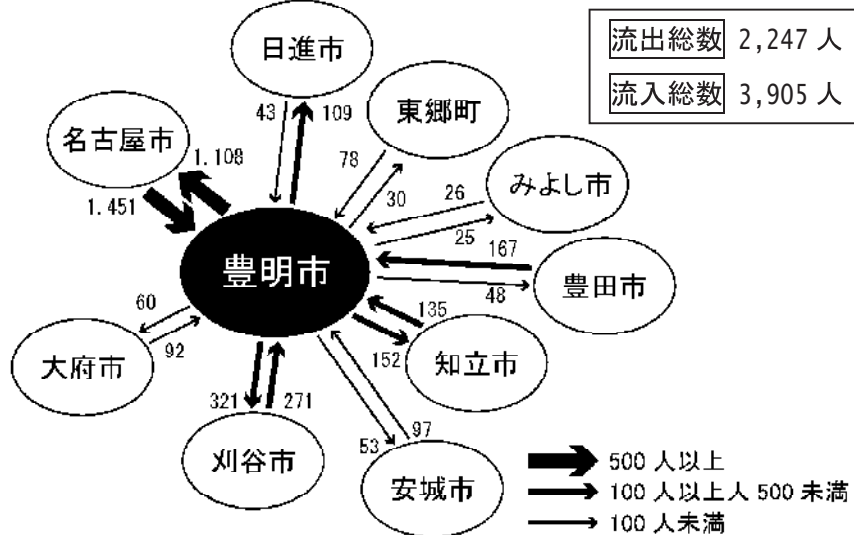 流出総数 2,247 人
流入総数 3,905 人
日進市
43
109
東郷町
名古屋市
1.108
78
30
26
みよし市
1.451
25
167
豊明市
豊田市
48
60
135
92
大府市
152
知立市
321
271
97
53
刈谷市
安城市
500 人以上
100 人以上人 500 未満
100 人未満